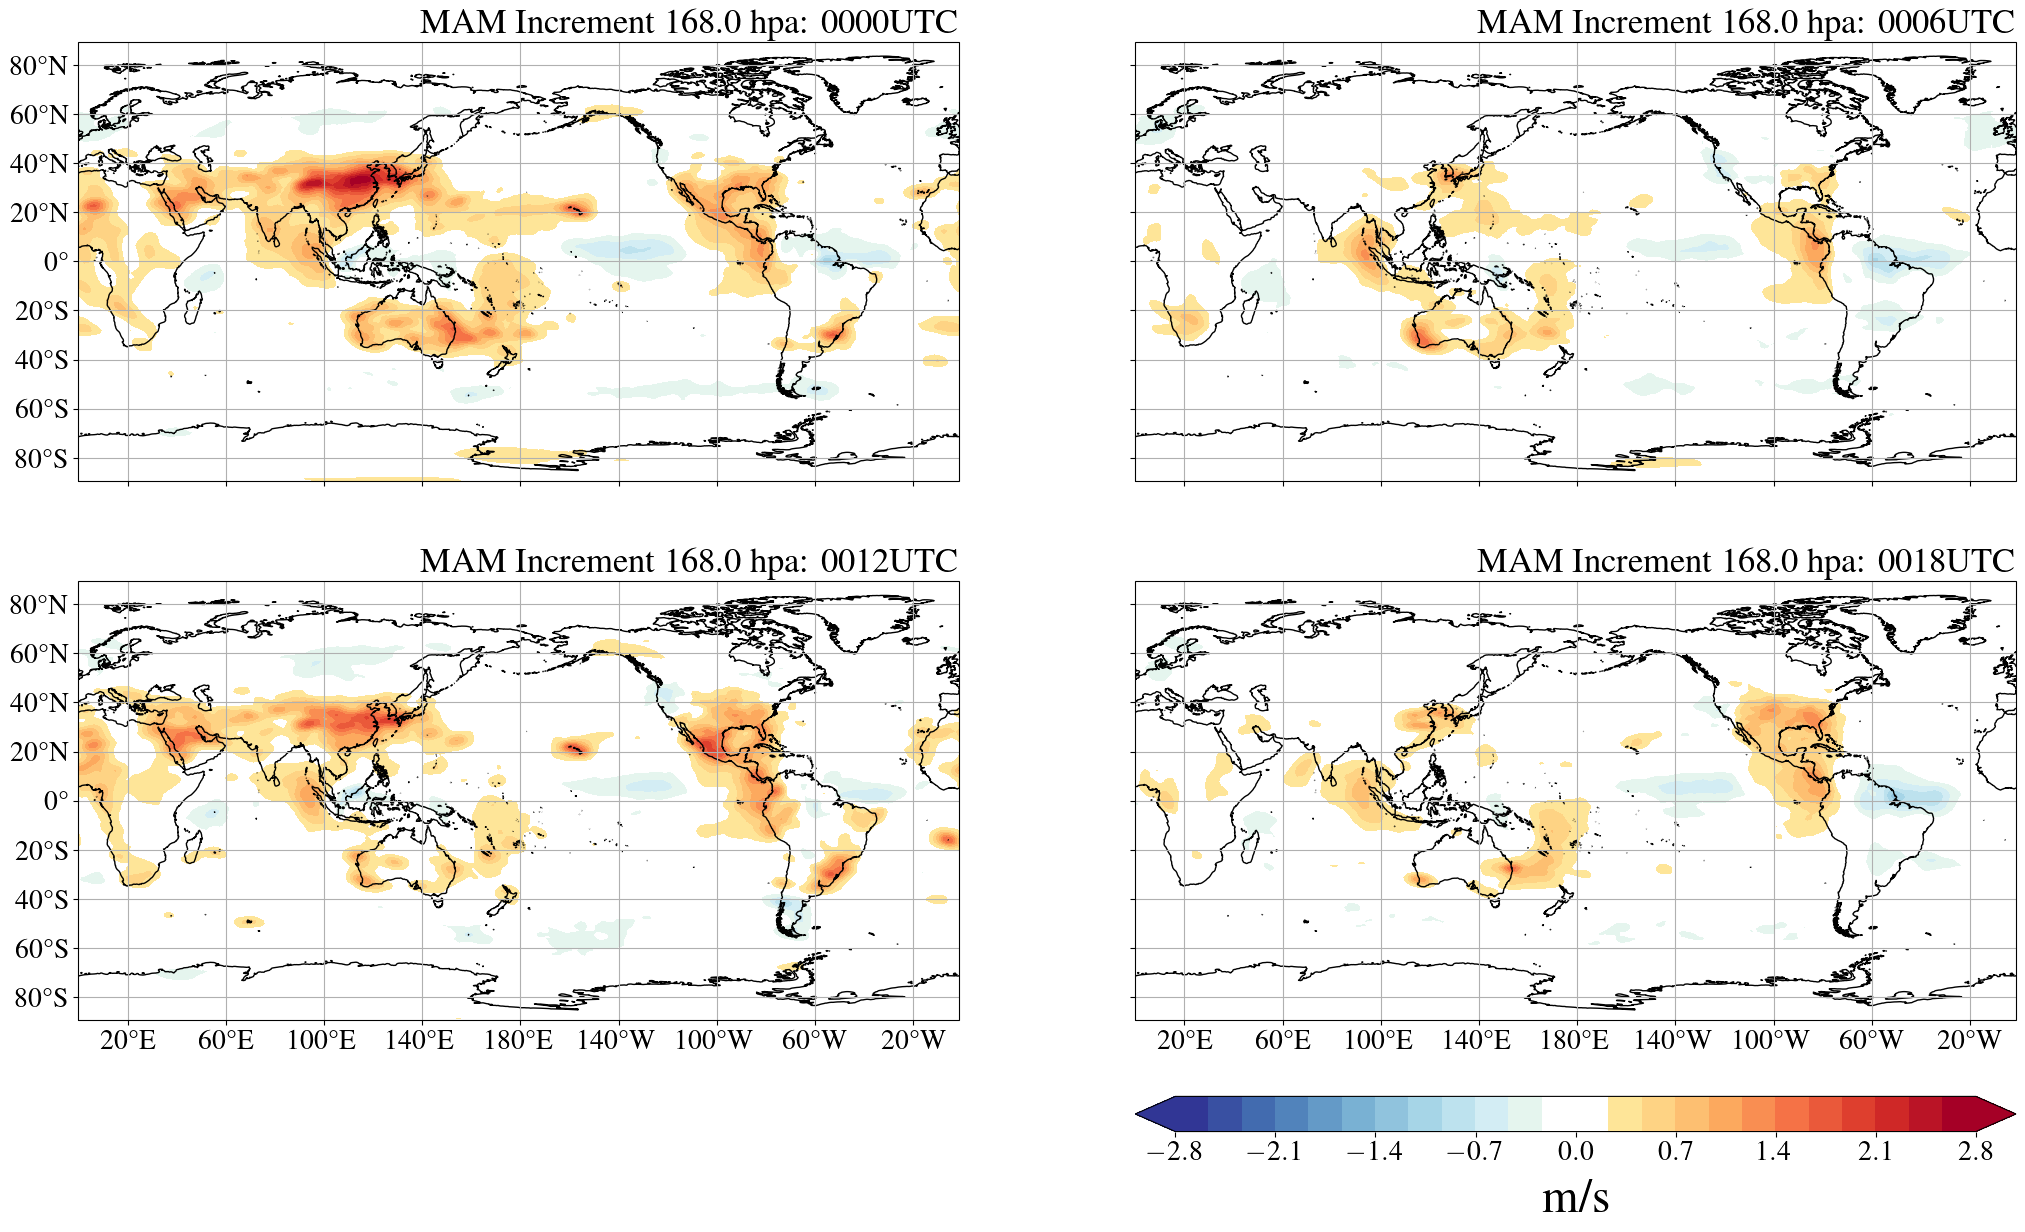 MAM Increment 168.0 hpa: 0000UTC
MAM Increment 168.0 hpa: 0006UTC
80°N
60°N
40°N
20°N
0°
20°S
40°S
60°S
80°S
MAM Increment 168.0 hpa: 0012UTC
MAM Increment 168.0 hpa: 0018UTC
80°N
60°N
40°N
20°N
0°
20°S
40°S
60°S
80°S
20°E 60°E 100°E 140°E 180°E 140°W 100°W 60°W 20°W
20°E 60°E 100°E 140°E 180°E 140°W 100°W 60°W 20°W
−2.8 −2.1 −1.4 −0.7 0.0 0.7 1.4 2.1 2.8
m/s